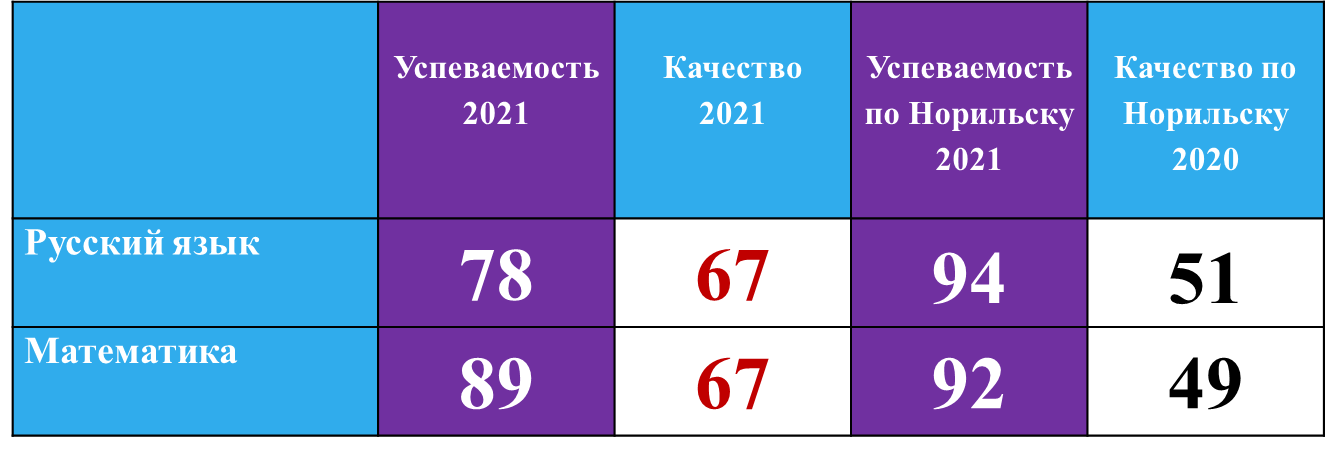 Успеваемость
2021
Качество
2021
Успеваемость
по Норильску
2021
Качество по
Норильску
2020
Русский язык
78
67
94
51
Математика
89
67
92
49